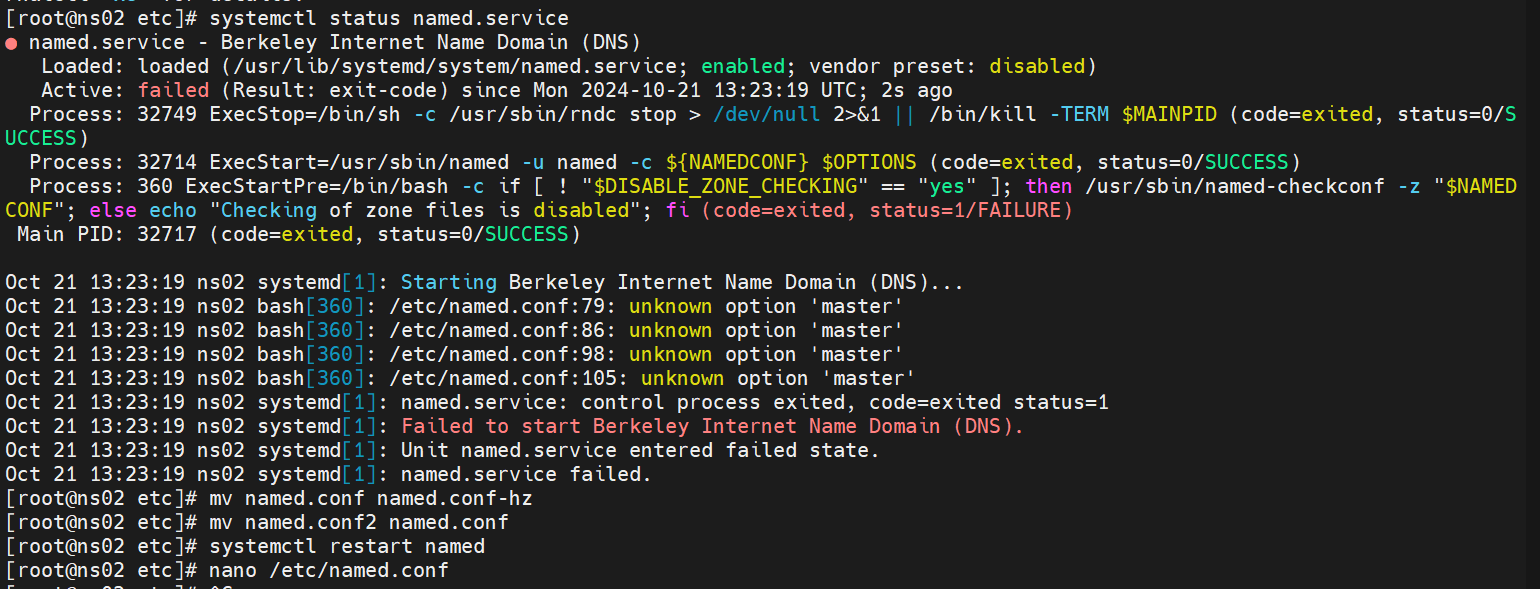 [root@ns02 etc]# systemctl status named.service
● named.service - Berkeley Internet Name Domain (DNS)
   Loaded: loaded (/usr/lib/systemd/system/named.service; enabled; vendor preset: disabled)
   Active: failed (Result: exit-code) since Mon 2024-10-21 13:23:19 UTC; 2s ago
  Process: 32749 ExecStop=/bin/sh -c /usr/sbin/rndc stop > /dev/null 2>&1 || /bin/kill -TERM $MAINPID (code=exited, status=0/S
UCCESS)
  Process: 32714 ExecStart=/usr/sbin/named -u named -c ${NAMEDCONF} $OPTIONS (code=exited, status=0/SUCCESS)
  Process: 360 ExecStartPre=/bin/bash -c if [ ! "$DISABLE_ZONE_CHECKING" == "yes" ]; then /usr/sbin/named-checkconf -z "$NAMED
CONF"; else echo "Checking of zone files is disabled"; fi (code=exited, status=1/FAILURE)
 Main PID: 32717 (code=exited, status=0/SUCCESS)
Oct 21 13:23:19 ns02 systemd[1]: Starting Berkeley Internet Name Domain (DNS)...
Oct 21 13:23:19 ns02 bash[360]: /etc/named.conf:79: unknown option 'master'
Oct 21 13:23:19 ns02 bash[360]: /etc/named.conf:86: unknown option 'master'
Oct 21 13:23:19 ns02 bash[360]: /etc/named.conf:98: unknown option 'master'
Oct 21 13:23:19 ns02 bash[360]: /etc/named.conf:105: unknown option 'master'
Oct 21 13:23:19 ns02 systemd[1]: named.service: control process exited, code=exited status=1
Oct 21 13:23:19 ns02 systemd[1]: Failed to start Berkeley Internet Name Domain (DNS).
Oct 21 13:23:19 ns02 systemd[1]: Unit named.service entered failed state.
Oct 21 13:23:19 ns02 systemd[1]: named.service failed.
[root@ns02 etc]# mv named.conf named.conf-hz
[root@ns02 etc]# mv named.conf2 named.conf
[root@ns02 etc]# systemctl restart named
[root@ns02 etc]# nano /etc/named.conf